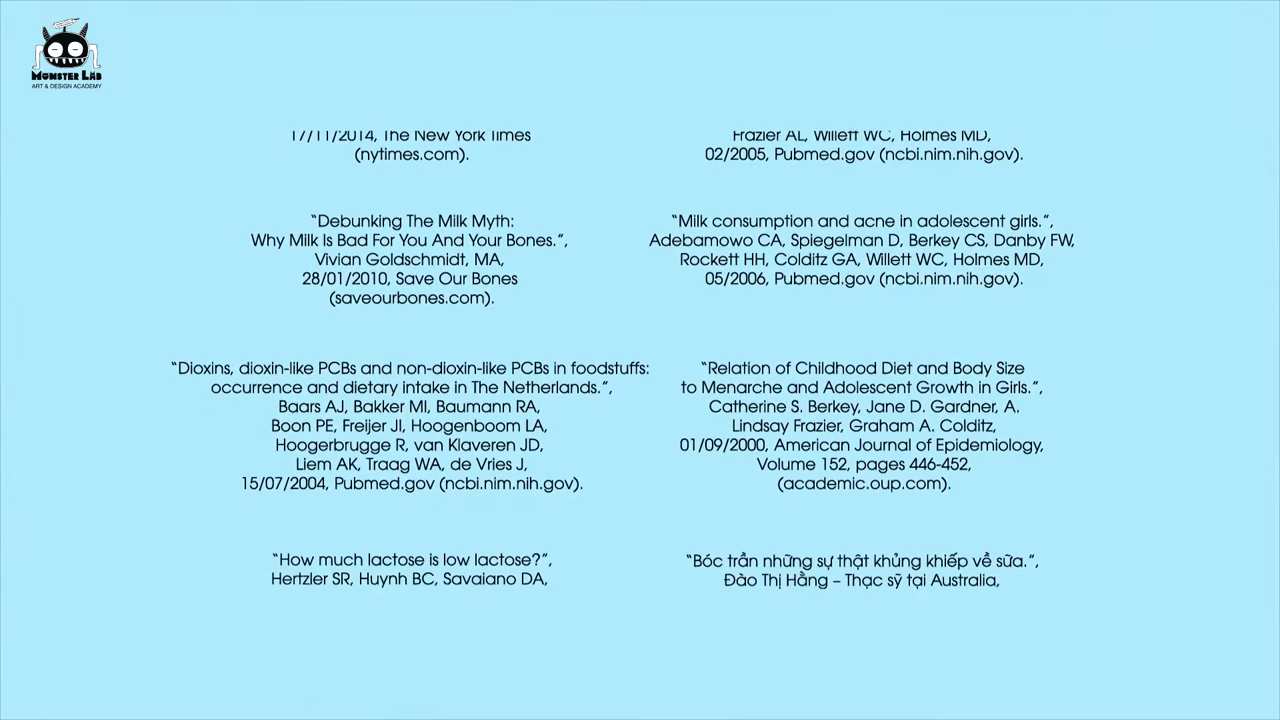 MONSTER LAB
ART & DESIGN ACADEMY
17/11/2014, The New York Times
(nytimes.com).
“Debunking The Milk Myth:
Why Milk Is Bad For You And Your Bones.”,
Vivian Goldschmidt, MA,
28/01/2010, Save Our Bones
(saveourbones.com).
“Dioxins, dioxin-like PCBs and non-dioxin-like PCBs in foodstuffs:
occurrence and dietary intake in The Netherlands.”,
Baars AJ, Bakker MI, Baumann RA,
Boon PE, Freijer JI, Hoogenboom LA,
Hoogerbrugge R, van Klaveren JD,
Liem AK, Traag WA, de Vries J,
15/07/2004, Pubmed.gov (ncbi.nim.nih.gov).
“How much lactose is low lactose?”,
Hertzler SR, Huynh BC, Savaiano DA,
Frazier AL, Willett WC, Holmes MD,
02/2005, Pubmed.gov (ncbi.nim.nih.gov).
“Milk consumption and acne in adolescent girls.”,
Adebamowo CA, Spiegelman D, Berkey CS, Danby FW,
Rockett HH, Colditz GA, Willett WC, Holmes MD,
05/2006, Pubmed.gov (ncbi.nim.nih.gov).
“Relation of Childhood Diet and Body Size
to Menarche and Adolescent Growth in Girls.”,
Catherine S. Berkey, Jane D. Gardner, A.
Lindsay Frazier, Graham A. Colditz,
01/09/2000, American Journal of Epidemiology,
Volume 152, pages 446-452,
(academic.oup.com).
“Bóc trần những sự thật khủng khiếp về sữa.”,
Đào Thị Hằng – Thạc sỹ tại Australia,